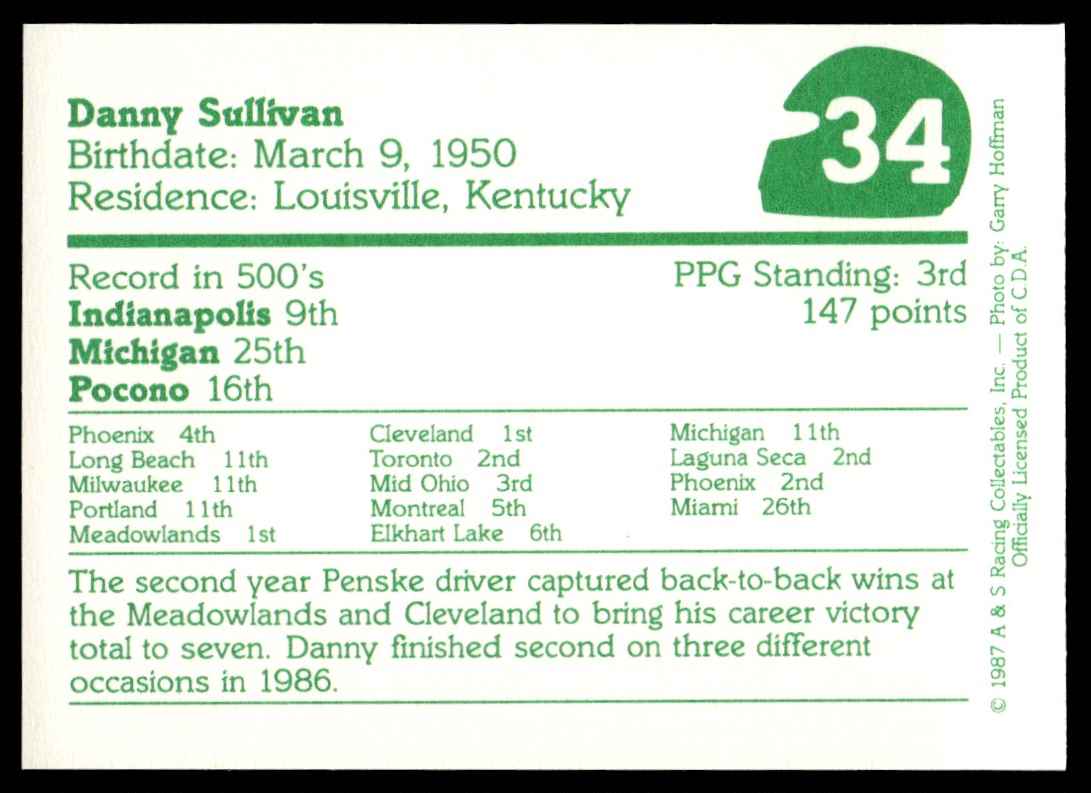 Danny Sullivan
Birthdate: March 9, 1950
Residence: Louisville, Kentucky
34
Record in 500's
Indianapolis 9th
Michigan 25th
Pocono 16th
PPG Standing: 3rd
147 points
Phoenix 4th
Long Beach 11th
Milwaukee 11th
Portland 11th
Meadowlands 1st
Cleveland 1st
Toronto 2nd
Mid Ohio 3rd
Montreal 5th
Elkhart Lake 6th
Michigan 11th
Laguna Seca 2nd
Phoenix 2nd
Miami 26th
The second year Penske driver captured back-to-back wins at
the Meadowlands and Cleveland to bring his career victory
total to seven. Danny finished second on three different
occasions in 1986.
© 1987 A & S Racing Collectables, Inc. — Photo by: Garry Hoffman
Officially Licensed Product of C.D.A.